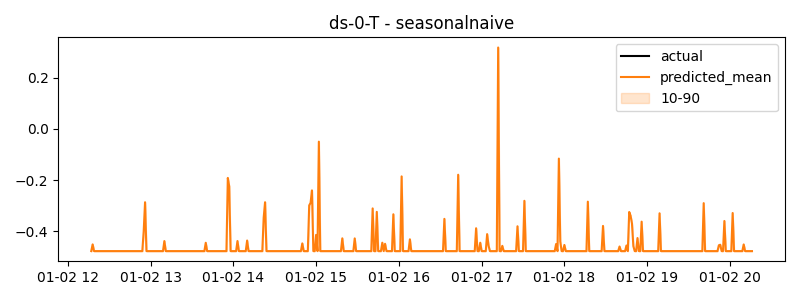 ds-0-T - seasonalnaive
actual
predicted_mean
10-90
0.2
0.0
−0.2
−0.4
01-02 12 01-02 13 01-02 14 01-02 15 01-02 16 01-02 17 01-02 18 01-02 19 01-02 20